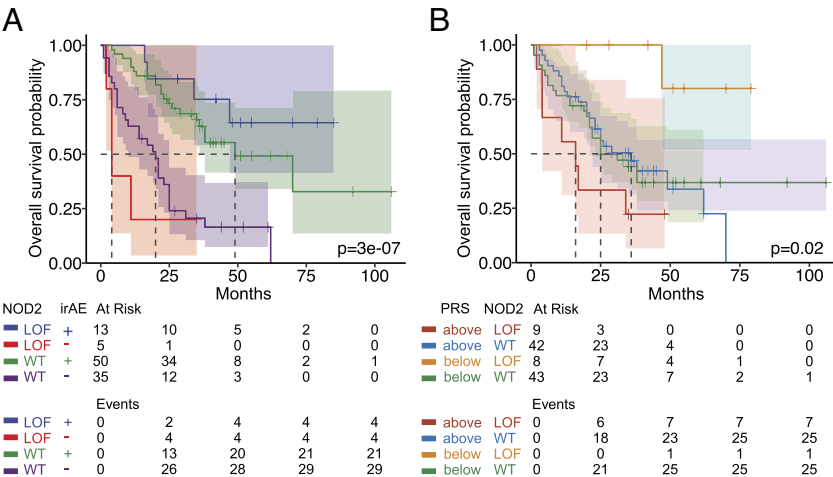 A
Overall survival probability
1.00
0.75
0.50
0.25
0.00
p=3e-07
0 25 50 75 100
Months
NOD2 irAE At Risk
LOF + 13 10 5 2 0
LOF - 5 1 0 0 0
WT + 50 34 8 2 1
WT - 35 12 3 0 0
Events
LOF + 0 2 4 4 4
LOF - 0 4 4 4 4
WT + 0 13 20 21 21
WT - 0 26 28 29 29
B
Overall survival probability
1.00
0.75
0.50
0.25
0.00
p=0.02
0 25 50 75 100
Months
PRS NOD2 At Risk
above LOF 9 3 0 0 0
above WT 42 23 4 0 0
below LOF 8 7 4 1 0
below WT 43 23 7 2 1
Events
above LOF 0 6 7 7 7
above WT 0 18 23 25 25
below LOF 0 0 1 1 1
below WT 0 21 25 25 25